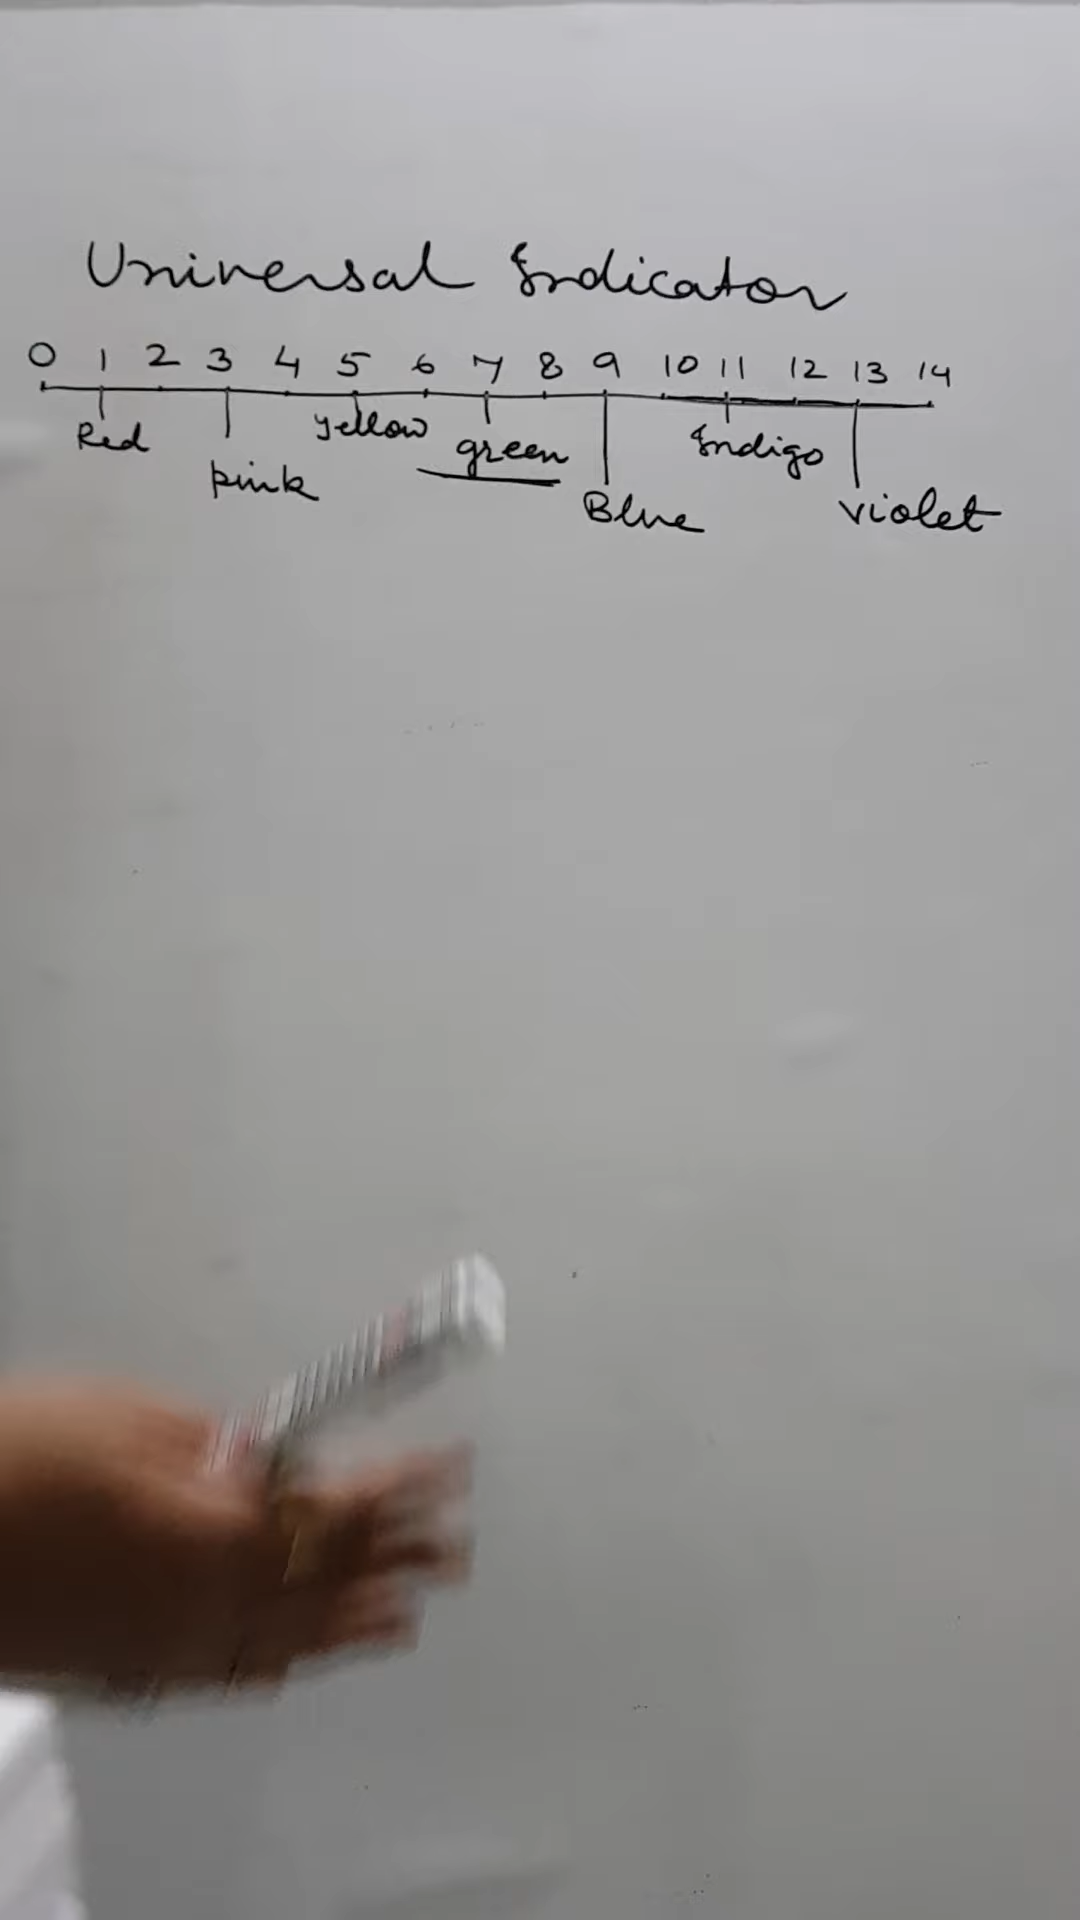 Universal Indicator
0 1 2 3 4 5 6 7 8 9 10 11 12 13 14
Red pink yellow green Blue Indigo violet